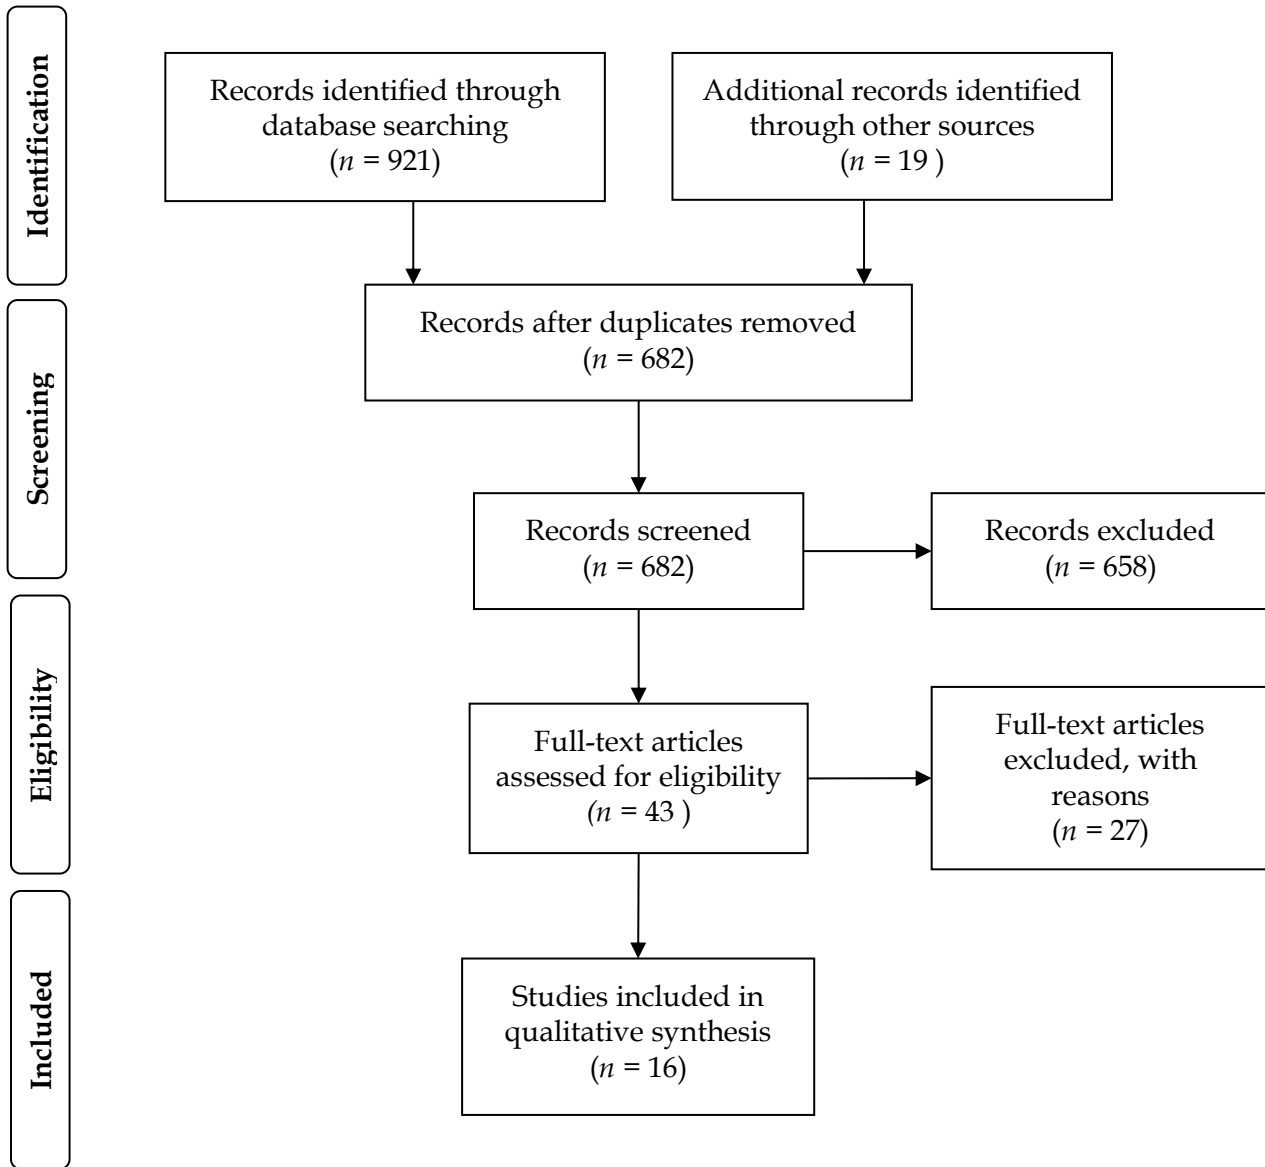 Identification
Records identified through
database searching
(n = 921)
Additional records identified
through other sources
(n = 19 )
Screening
Records after duplicates removed
(n = 682)
Records screened
(n = 682)
Records excluded
(n = 658)
Eligibility
Full-text articles
assessed for eligibility
(n = 43 )
Full-text articles
excluded, with
reasons
(n = 27)
Included
Studies included in
qualitative synthesis
(n = 16)